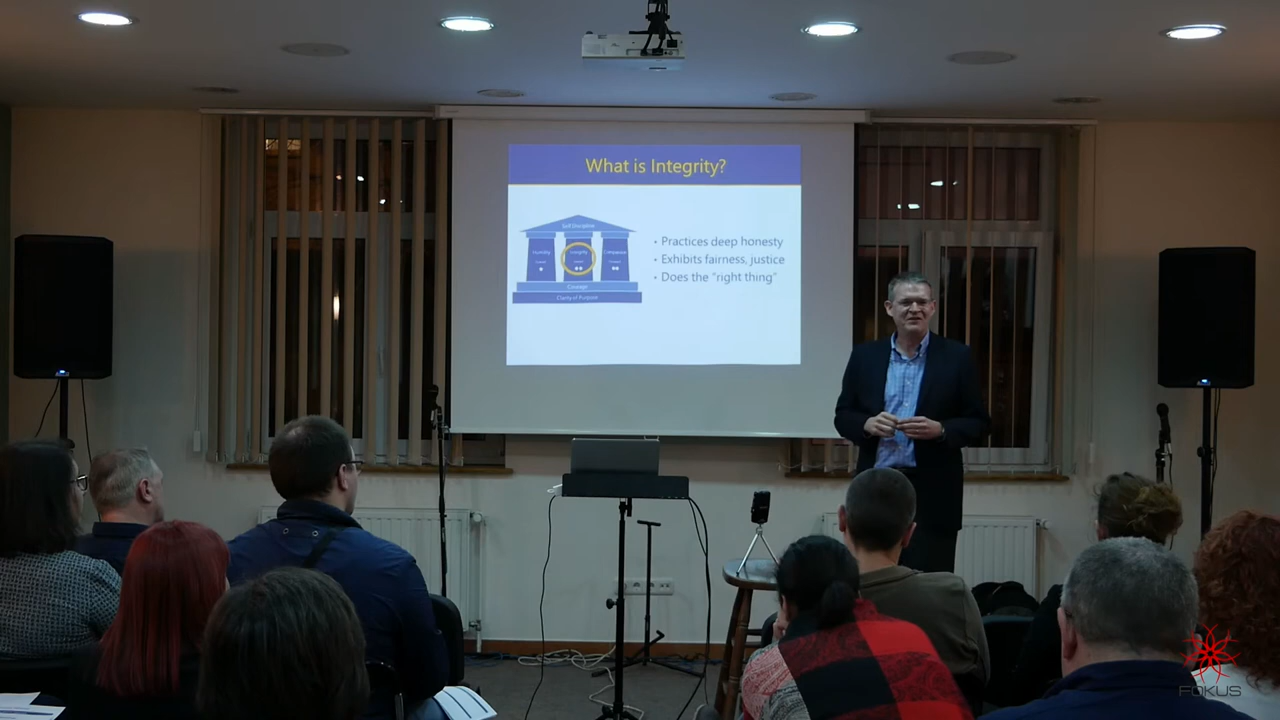 What is Integrity?
Self Discipline
Humility
Integrity
Compassion
Courage
Clarity of Purpose
• Practices deep honesty
• Exhibits fairness, justice
• Does the "right thing"
FOKUS